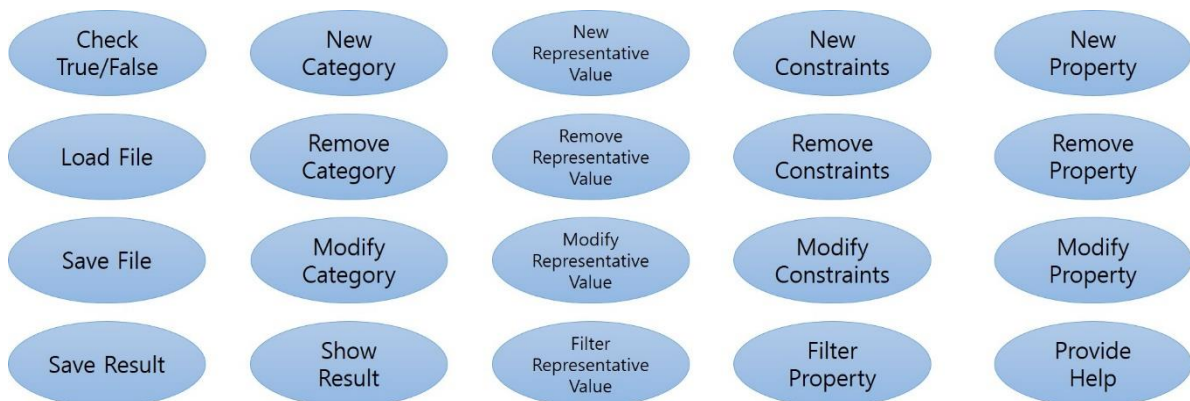 Check
True/False
New
Category
New
Representative
Value
New
Constraints
New
Property
Load File
Remove
Category
Remove
Representative
Value
Remove
Constraints
Remove
Property
Save File
Modify
Category
Modify
Representative
Value
Modify
Constraints
Modify
Property
Save Result
Show
Result
Filter
Representative
Value
Filter
Property
Provide
Help